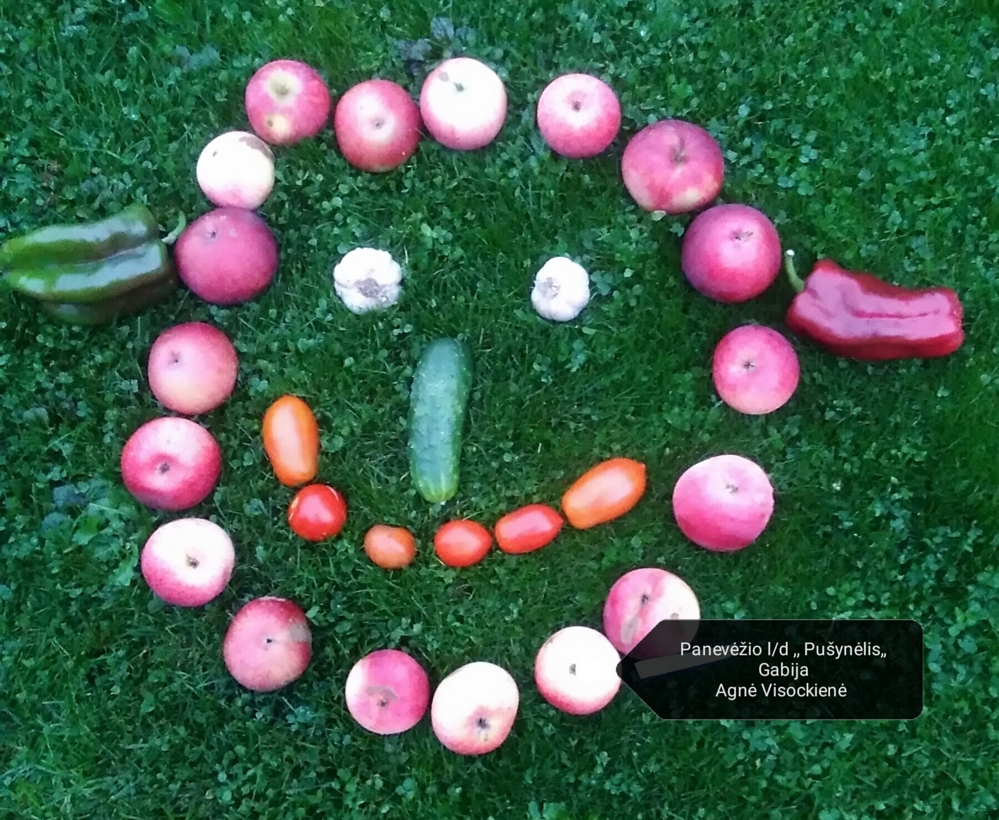 Panevėžio l/d ,, Pušynėlis,,
Gabija
Agnė Visockienė